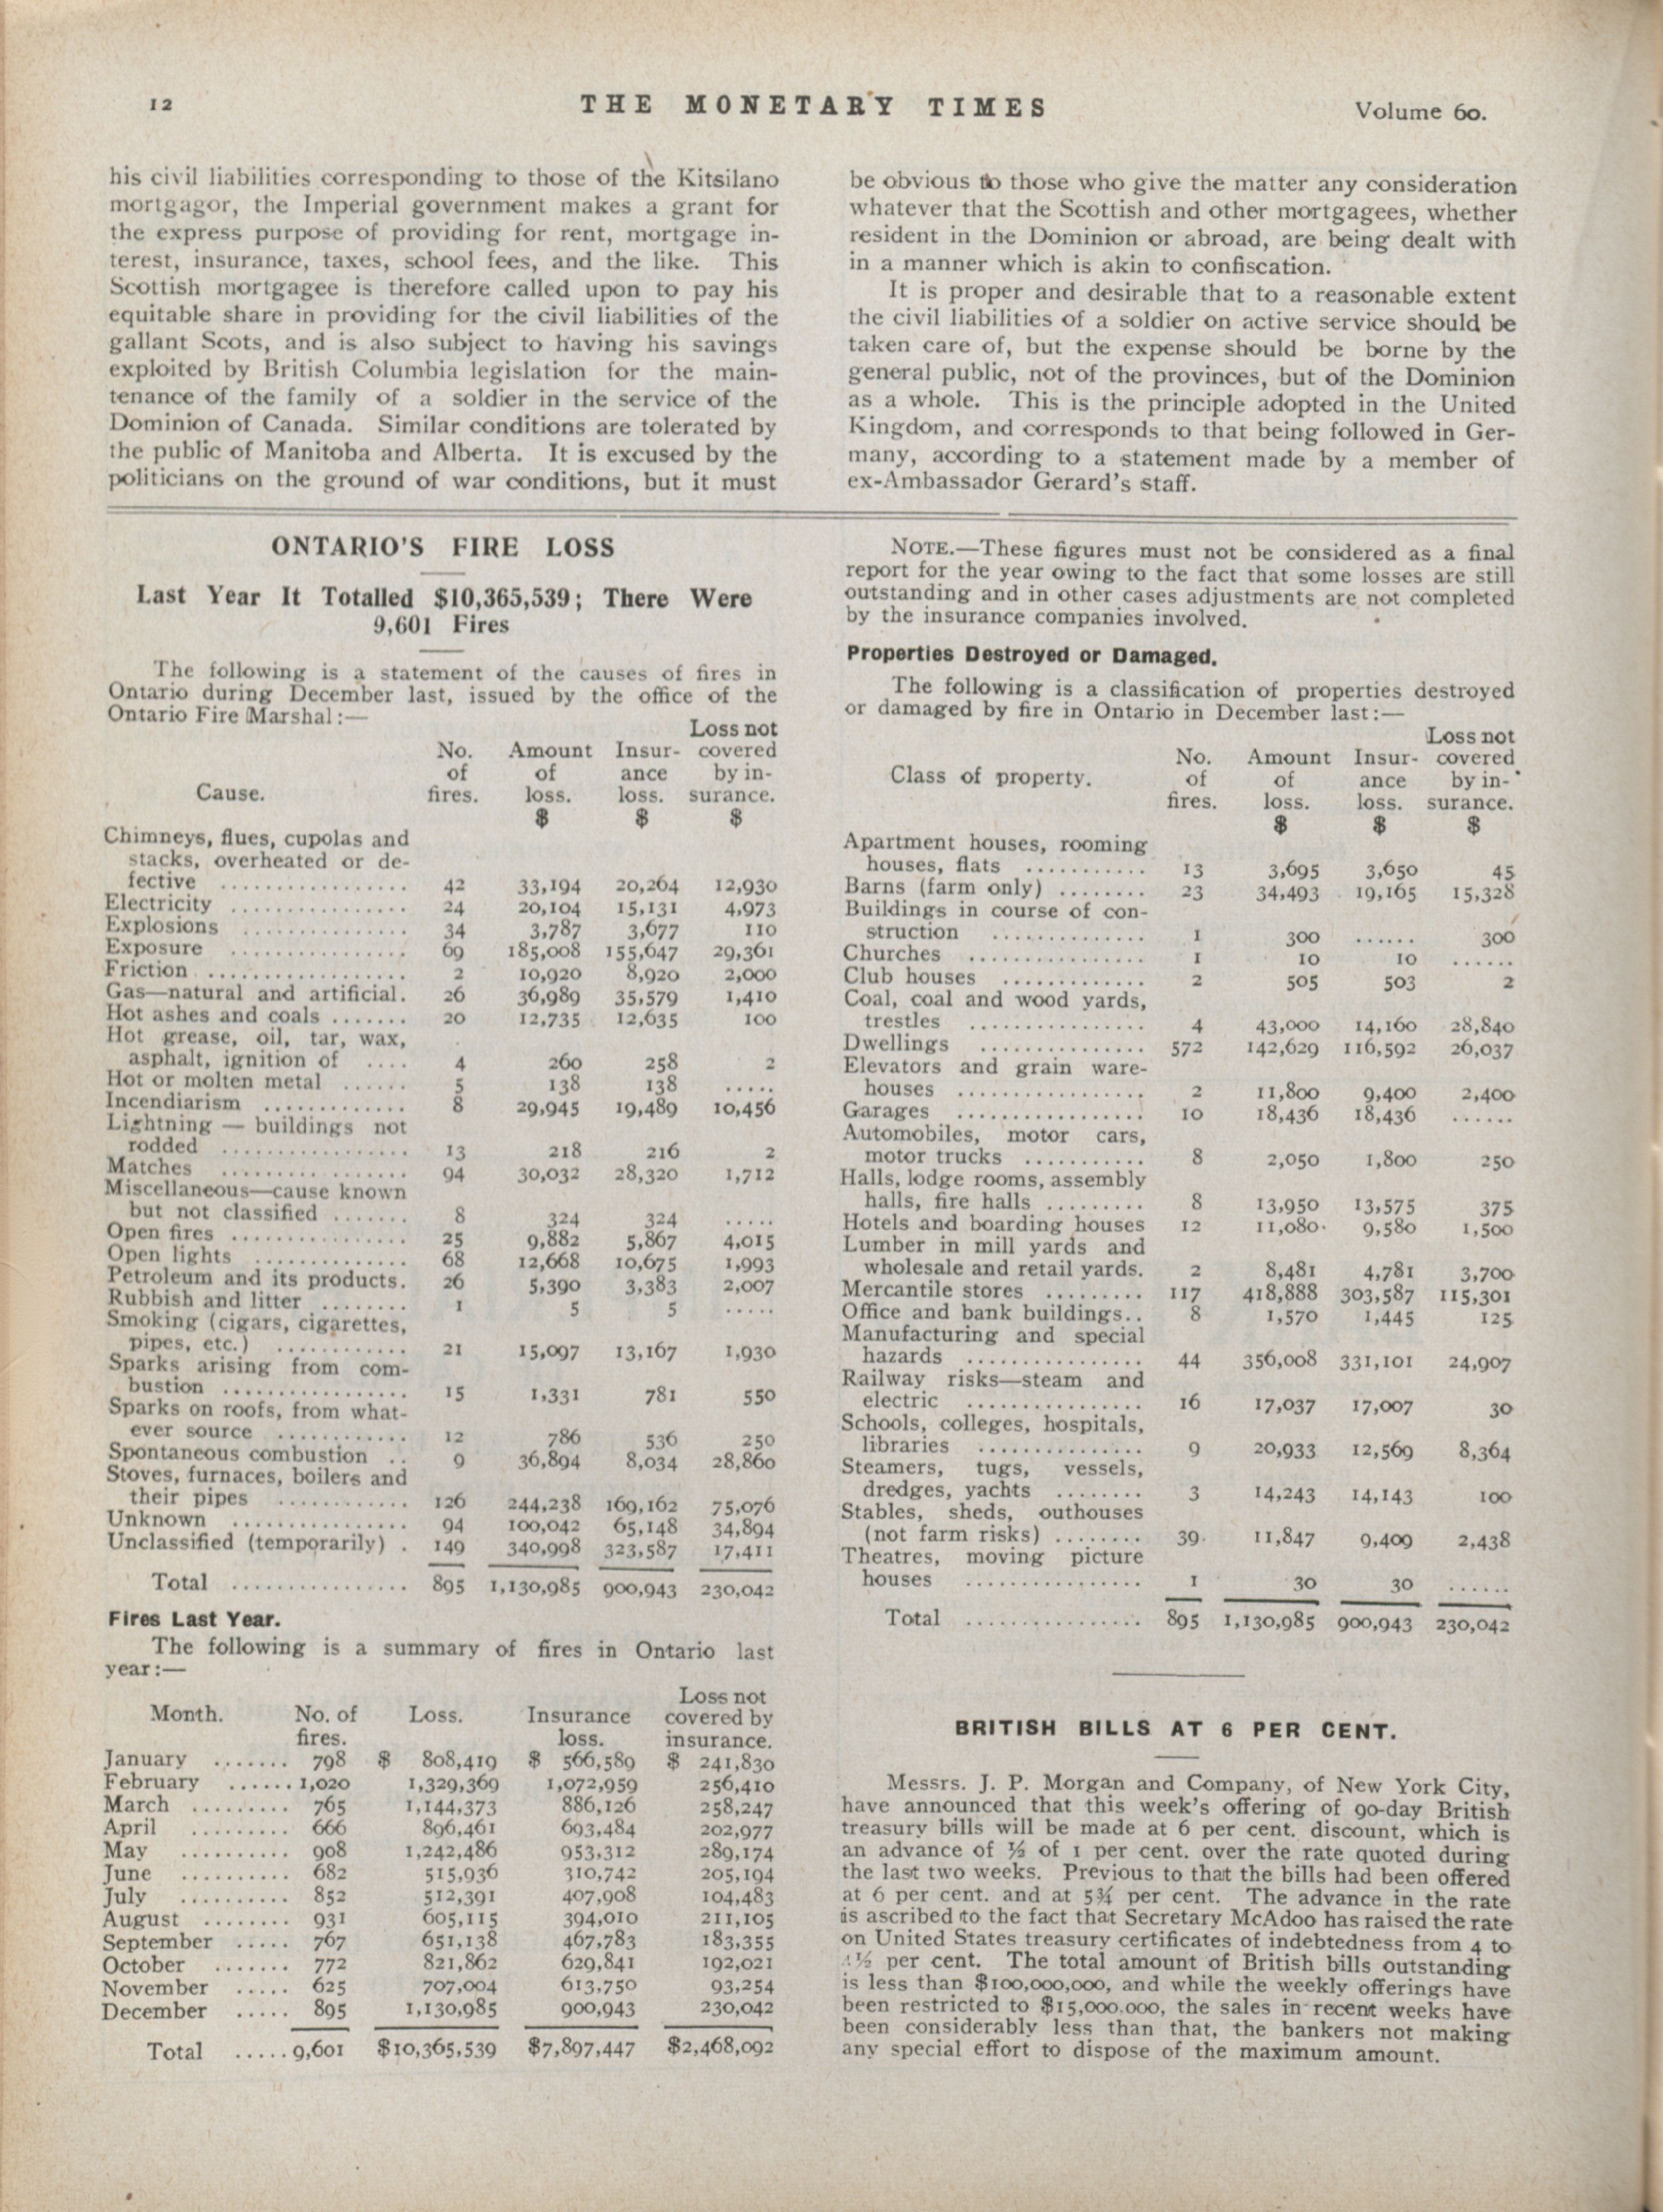 12
THE MONETARY TIMES
Volume 60.
his civil liabilities corresponding to those of the Kitsilano
mortgagor, the Imperial government makes a grant for
the express purpose of providing for rent, mortgage in-
terest, insurance, taxes, school fees, and the like. This
Scottish mortgagee is therefore called upon to pay his
equitable share in providing for the civil liabilities of the
gallant Scots, and is also subject to having his savings
exploited by British Columbia legislation for the main-
tenance of the family of a soldier in the service of the
Dominion of Canada. Similar conditions are tolerated by
the public of Manitoba and Alberta. It is excused by the
politicians on the ground of war conditions, but it must
be obvious to those who give the matter any consideration
whatever that the Scottish and other mortgagees, whether
resident in the Dominion or abroad, are being dealt with
in a manner which is akin to confiscation.
It is proper and desirable that to a reasonable extent
the civil liabilities of a soldier on active service should be
taken care of, but the expense should be borne by the
general public, not of the provinces, but of the Dominion
as a whole. This is the principle adopted in the United
Kingdom, and corresponds to that being followed in Ger-
many, according to a statement made by a member of
ex-Ambassador Gerard's staff.
ONTARIO'S FIRE LOSS
Last Year It Totalled $10,365,539; There Were
9,601 Fires
The following is a statement of the causes of fires in
Ontario during December last, issued by the office of the
Ontario Fire Marshal:—
Loss not
No. Amount Insur- covered
of of ance by in-
Cause. fires. loss. loss. surance.
$ $ $
Chimneys, flues, cupolas and
stacks, overheated or de-
fective ................. 42 33,194 20,264 12,930
Electricity ................ 24 20,104 15,131 4,973
Explosions ............... 34 3,787 3,677 110
Exposure ................ 69 185,008 155,647 29,361
Friction .................. 2 10,920 8,920 2,000
Gas—natural and artificial. 26 36,989 35,579 1,410
Hot ashes and coals ....... 20 12,735 12,635 100
Hot grease, oil, tar, wax,
asphalt, ignition of .... 4 260 258 2
Hot or molten metal ...... 5 138 138 .....
Incendiarism ............. 8 29,945 19,489 10,456
Lightning — buildings not
rodded ................. 13 218 216 2
Matches ................. 94 30,032 28,320 1,712
Miscellaneous—cause known
but not classified ....... 8 324 324 .....
Open fires ................ 25 9,882 5,867 4,015
Open lights .............. 68 12,668 10,675 1,993
Petroleum and its products. 26 5,390 3,383 2,007
Rubbish and litter ........ 1 5 5 .....
Smoking (cigars, cigarettes,
pipes, etc.) ............ 21 15,097 13,167 1,930
Sparks arising from com-
bustion ................. 15 1,331 781 550
Sparks on roofs, from what-
ever source ............ 12 786 536 250
Spontaneous combustion .. 9 36,894 8,034 28,860
Stoves, furnaces, boilers and
their pipes ............ 126 244,238 169,162 75,076
Unknown ................ 94 100,042 65,148 34,894
Unclassified (temporarily) . 149 340,998 323,587 17,411
Total ................ 895 1,130,985 900,943 230,042
Fires Last Year.
The following is a summary of fires in Ontario last
year:—
Loss not
Month. No. of Loss. Insurance covered by
fires. loss. insurance.
January ....... 798 $ 808,419 $ 566,589 $ 241,830
February ...... 1,020 1,329,369 1,072,959 256,410
March ......... 765 1,144,373 886,126 258,247
April ......... 666 896,461 693,484 202,977
May .......... 908 1,242,486 953,312 289,174
June .......... 682 515,936 310,742 205,194
July .......... 852 512,391 407,908 104,483
August ........ 931 605,115 394,010 211,105
September ..... 767 651,138 467,783 183,355
October ....... 772 821,862 629,841 192,021
November ..... 625 707,004 613,750 93,254
December ..... 895 1,130,985 900,943 230,042
Total ..... 9,601 $10,365,539 $7,897,447 $2,468,092
NOTE.—These figures must not be considered as a final
report for the year owing to the fact that some losses are still
outstanding and in other cases adjustments are not completed
by the insurance companies involved.
Properties Destroyed or Damaged.
The following is a classification of properties destroyed
or damaged by fire in Ontario in December last:—
Loss not
No. Amount Insur- covered
Class of property. of of ance by in-
fires. loss. loss. surance.
$ $ $
Apartment houses, rooming
houses, flats ........... 13 3,695 3,650 45
Barns (farm only) ........ 23 34,493 19,165 15,328
Buildings in course of con-
struction .............. 1 300 ...... 300
Churches ................ 1 10 10 ......
Club houses ............. 2 505 503 2
Coal, coal and wood yards,
trestles ................ 4 43,000 14,160 28,840
Dwellings ............... 572 142,629 116,592 26,037
Elevators and grain ware-
houses ................. 2 11,800 9,400 2,400
Garages ................. 10 18,436 18,436 ......
Automobiles, motor cars,
motor trucks ........... 8 2,050 1,800 250
Halls, lodge rooms, assembly
halls, fire halls ......... 8 13,950 13,575 375
Hotels and boarding houses 12 11,080 9,580 1,500
Lumber in mill yards and
wholesale and retail yards. 2 8,481 4,781 3,700
Mercantile stores ......... 117 418,888 303,587 115,301
Office and bank buildings.. 8 1,570 1,445 125
Manufacturing and special
hazards ................ 44 356,008 331,101 24,907
Railway risks—steam and
electric ................ 16 17,037 17,007 30
Schools, colleges, hospitals,
libraries ............... 9 20,933 12,569 8,364
Steamers, tugs, vessels,
dredges, yachts ........ 3 14,243 14,143 100
Stables, sheds, outhouses
(not farm risks) ........ 39 11,847 9,409 2,438
Theatres, moving picture
houses ................ 1 30 30 ......
Total ................ 895 1,130,985 900,943 230,042
BRITISH BILLS AT 6 PER CENT.
Messrs. J. P. Morgan and Company, of New York City,
have announced that this week's offering of 90-day British
treasury bills will be made at 6 per cent. discount, which is
an advance of ½ of 1 per cent. over the rate quoted during
the last two weeks. Previous to that the bills had been offered
at 6 per cent. and at 5¾ per cent. The advance in the rate
is ascribed to the fact that Secretary McAdoo has raised the rate
on United States treasury certificates of indebtedness from 4 to
4½ per cent. The total amount of British bills outstanding
is less than $100,000,000, and while the weekly offerings have
been restricted to $15,000.000, the sales in recent weeks have
been considerably less than that, the bankers not making
any special effort to dispose of the maximum amount.